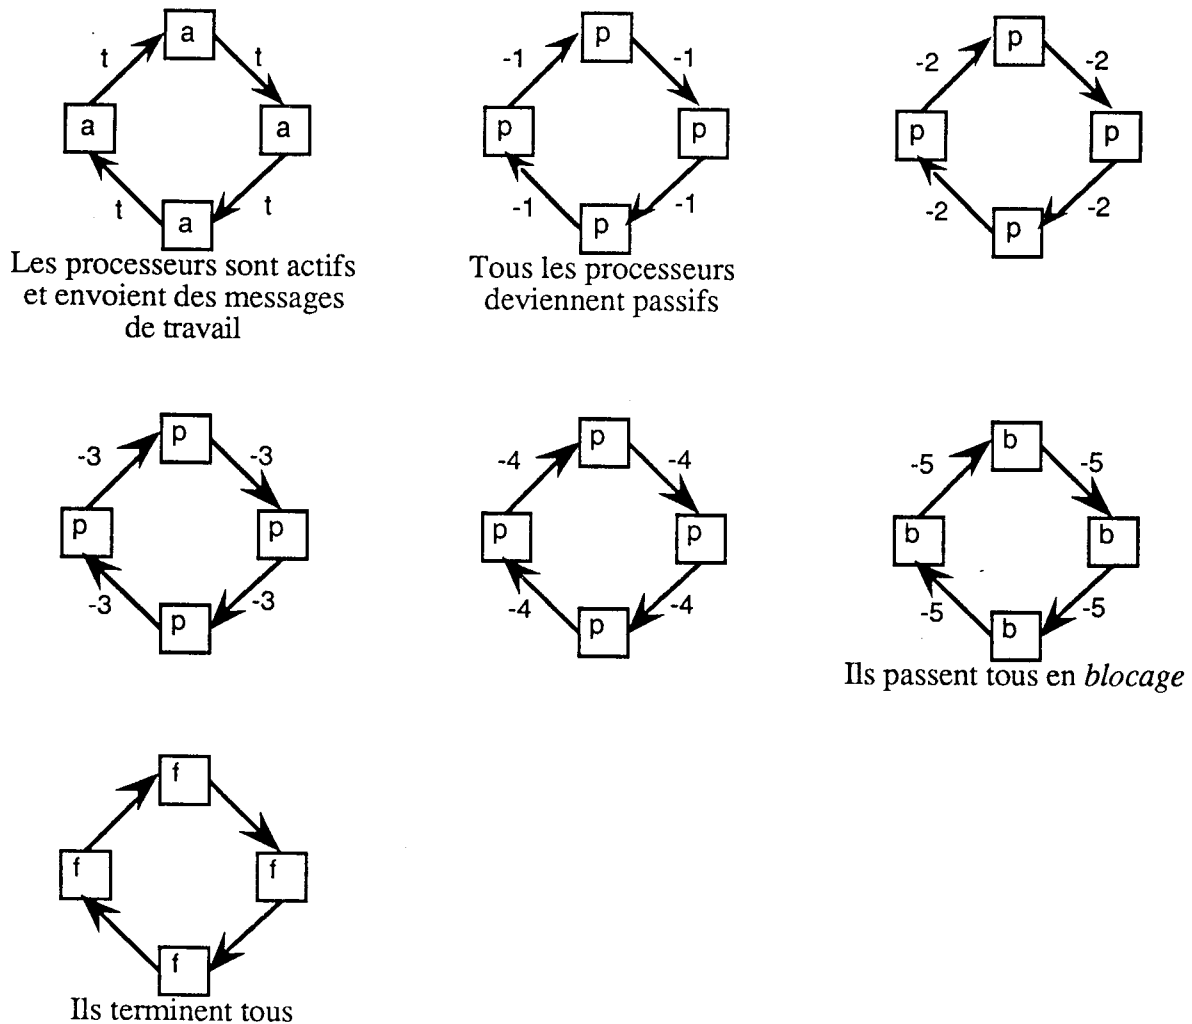 a
t
t
a
a
t
t
a
Les processeurs sont actifs
et envoient des messages
de travail
p
-1
-1
p
p
-1
-1
p
Tous les processeurs
deviennent passifs
p
-2
-2
p
p
-2
-2
p
p
-3
-3
p
p
-3
-3
p
p
-4
-4
p
p
-4
-4
p
b
-5
-5
b
b
-5
-5
b
Ils passent tous en blocage
f
f
f
f
Ils terminent tous